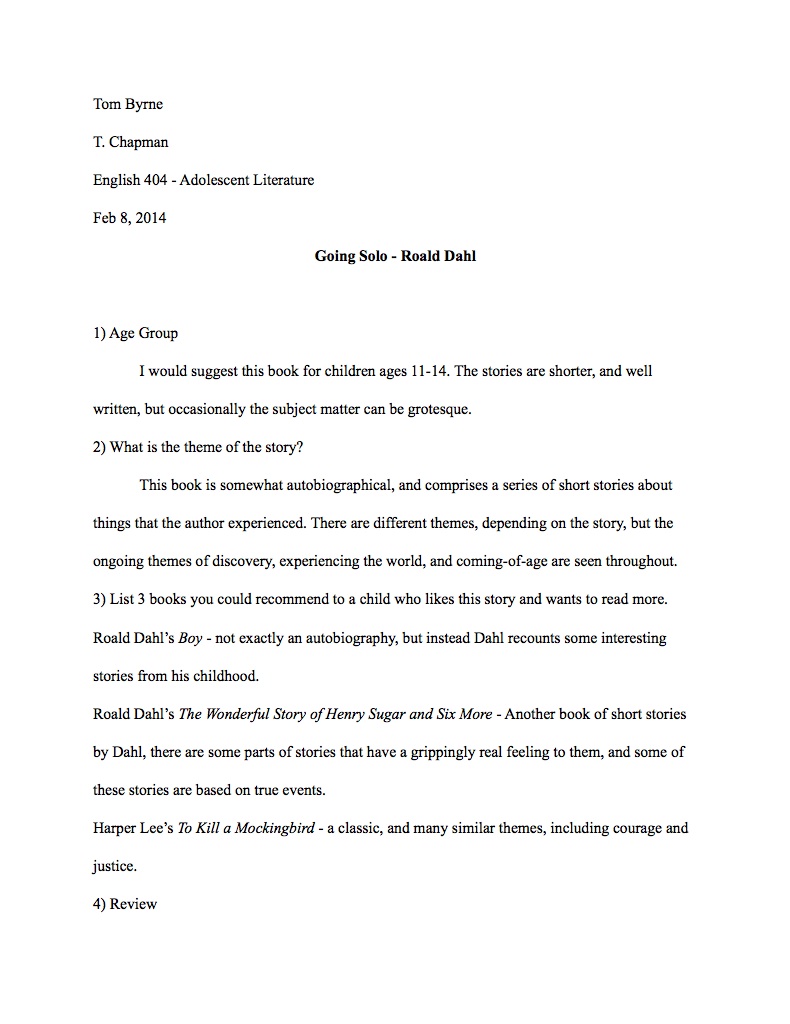 Tom Byrne
T. Chapman
English 404 - Adolescent Literature
Feb 8, 2014
Going Solo - Roald Dahl
1) Age Group
I would suggest this book for children ages 11-14. The stories are shorter, and well
written, but occasionally the subject matter can be grotesque.
2) What is the theme of the story?
This book is somewhat autobiographical, and comprises a series of short stories about
things that the author experienced. There are different themes, depending on the story, but the
ongoing themes of discovery, experiencing the world, and coming-of-age are seen throughout.
3) List 3 books you could recommend to a child who likes this story and wants to read more.
Roald Dahl’s Boy - not exactly an autobiography, but instead Dahl recounts some interesting
stories from his childhood.
Roald Dahl’s The Wonderful Story of Henry Sugar and Six More - Another book of short stories
by Dahl, there are some parts of stories that have a grippingly real feeling to them, and some of
these stories are based on true events.
Harper Lee’s To Kill a Mockingbird - a classic, and many similar themes, including courage and
justice.
4) Review